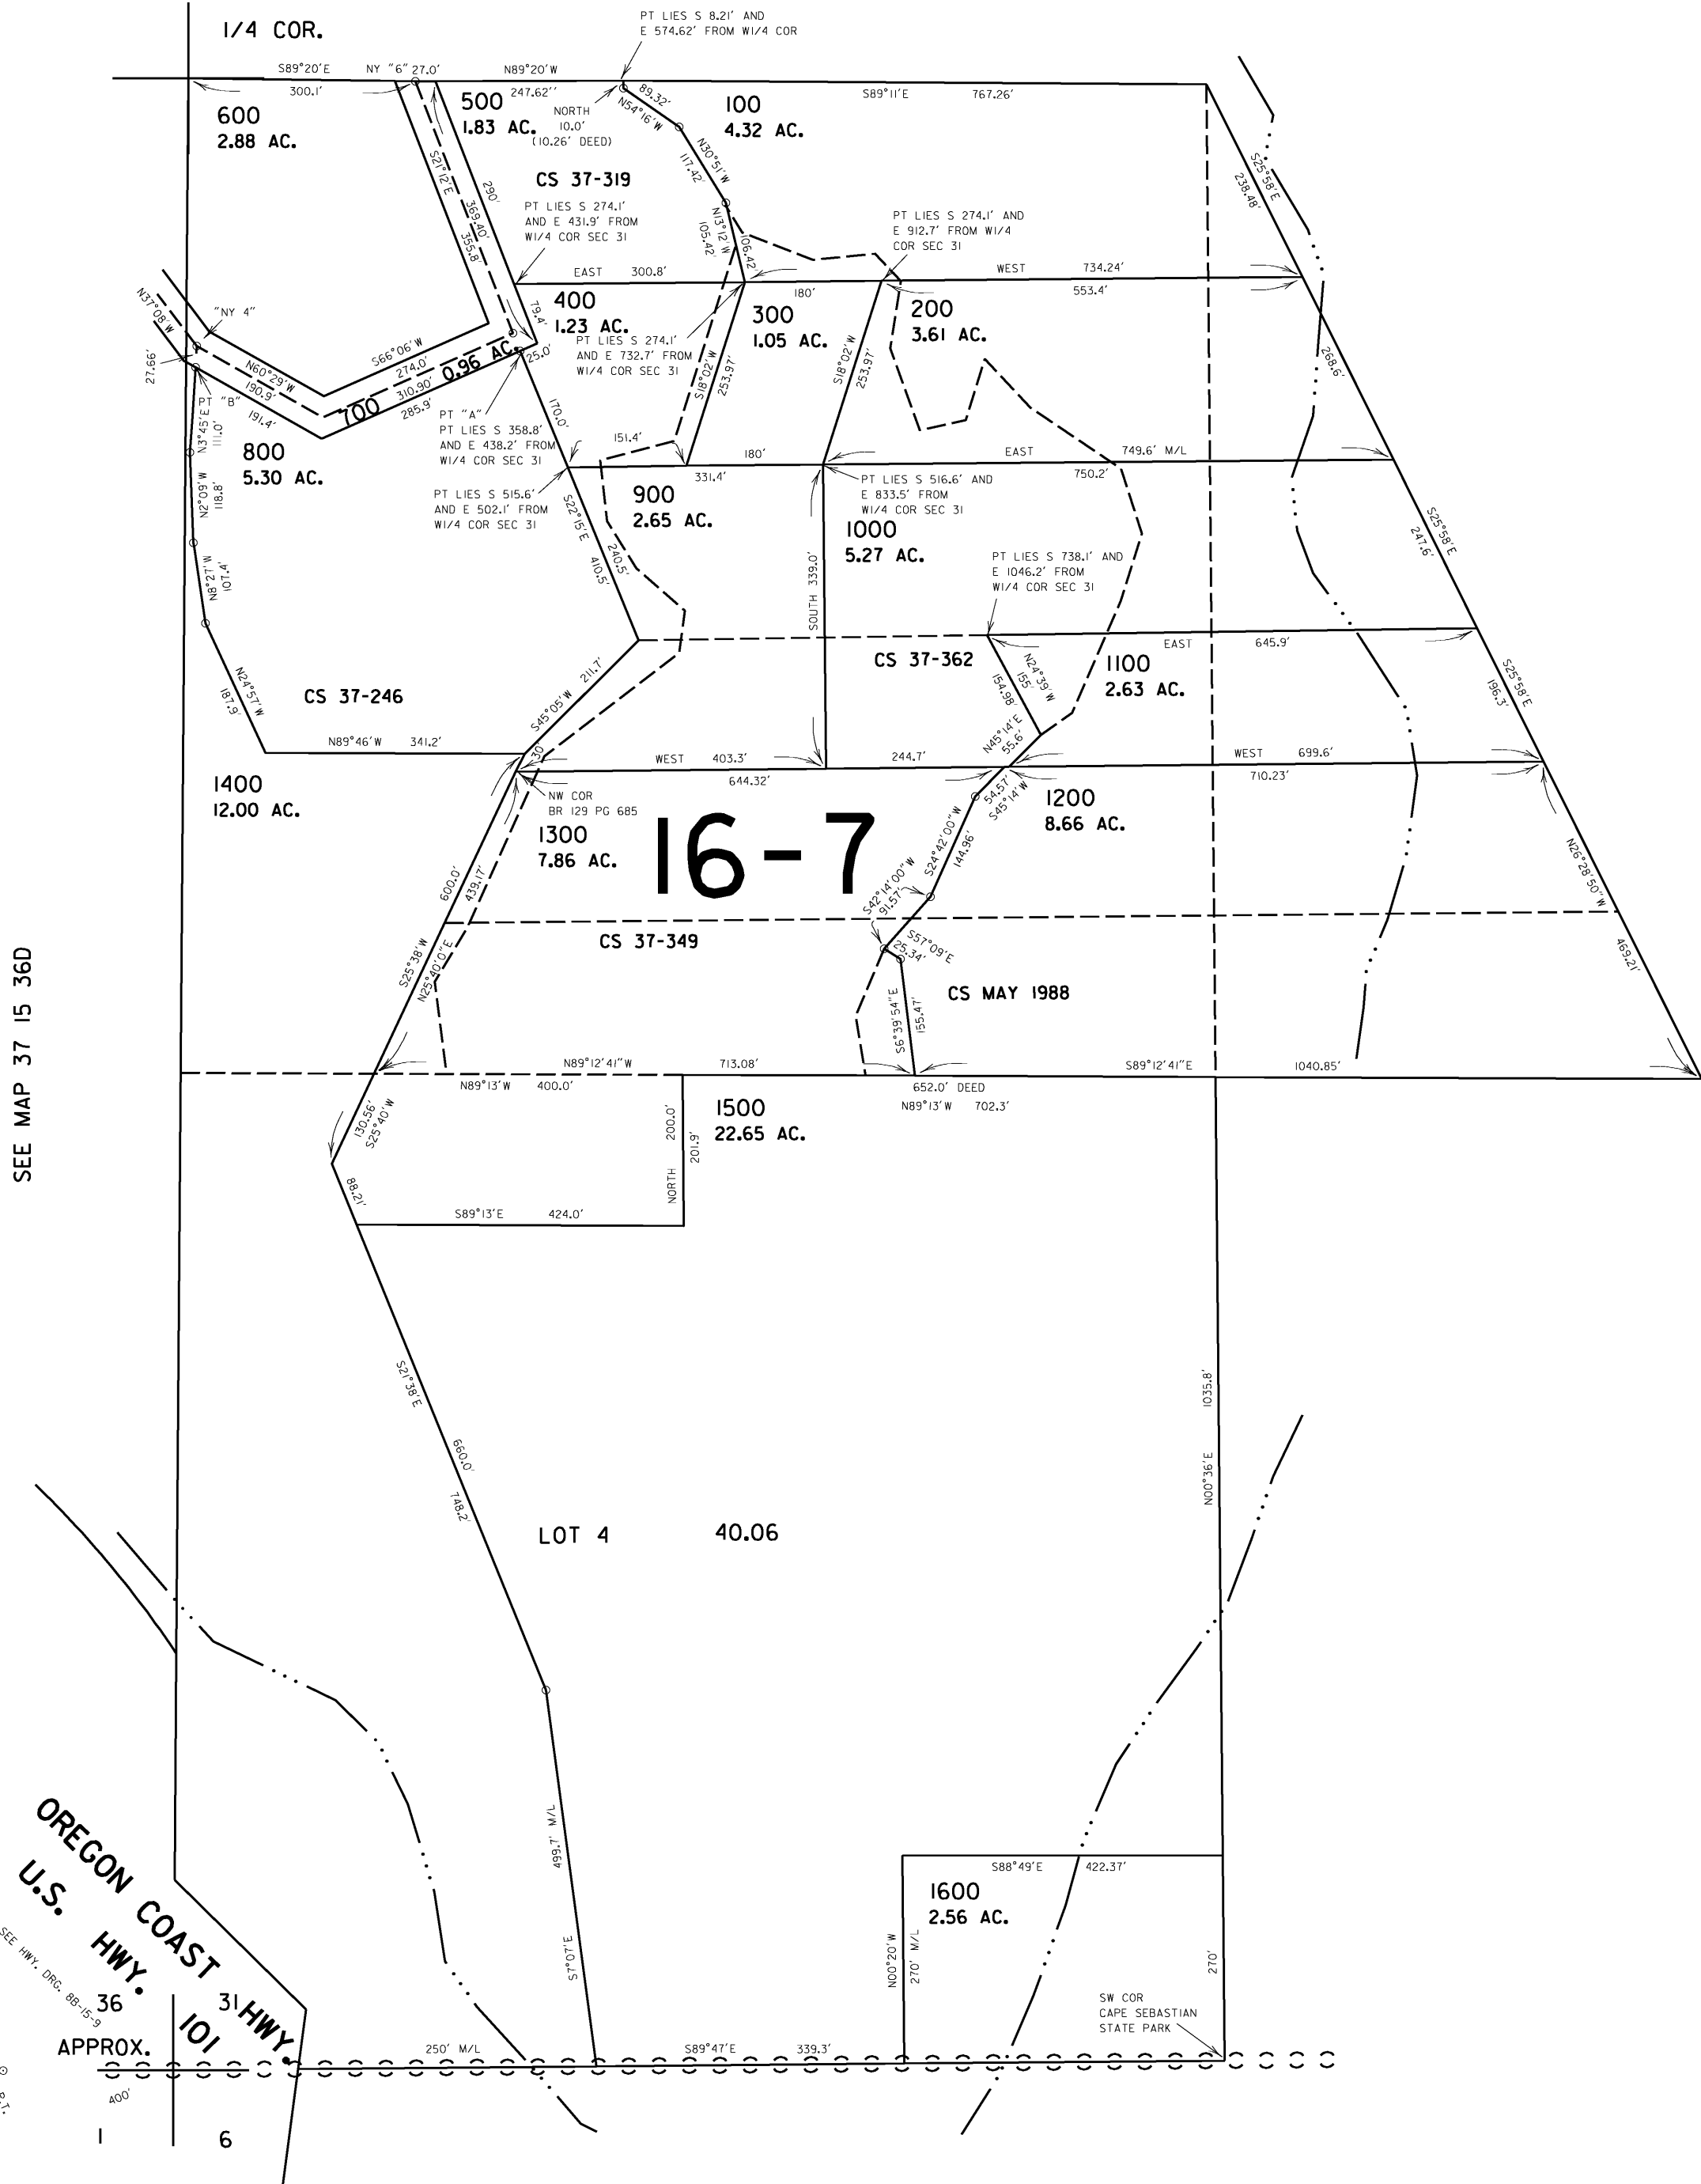 1/4 COR.
PT LIES S 8.21' AND
E 574.62' FROM W1/4 COR
S89°20'E
300.1'
NY "6" 27.0'
N89°20'W
247.62''
S89°11'E 767.26'
600
2.88 AC.
500
1.83 AC.
NORTH
10.0'
(10.26' DEED)
89.32'
N54°16'W
100
4.32 AC.
CS 37-319
N30°51'W
117.42'
S25°58'E
238.48'
S21°12'E
369.40'
355.8'
290'
PT LIES S 274.1'
AND E 431.9' FROM
W1/4 COR SEC 31
N13°12'W
105.42'
106.42'
PT LIES S 274.1' AND
E 912.7' FROM W1/4
COR SEC 31
EAST 300.8'
180'
WEST 734.24'
553.4'
N37°08'W
"NY 4"
27.66'
79.4'
400
1.23 AC.
300
1.05 AC.
200
3.61 AC.
PT LIES S 274.1'
AND E 732.7' FROM
W1/4 COR SEC 31
S18°02'W
253.97'
S18°02'W
253.97'
268.6'
S66°06'W
274.0'
310.90'
285.9'
0.96 AC.
700
25.0'
N60°29'W
190.9'
191.4'
PT "B"
N3°45'E
111.0'
PT "A"
PT LIES S 358.8'
AND E 438.2' FROM
W1/4 COR SEC 31
170.0'
800
5.30 AC.
151.4'
180'
331.4'
EAST 749.6' M/L
750.2'
N2°09'W
118.8'
PT LIES S 515.6'
AND E 502.1' FROM
W1/4 COR SEC 31
900
2.65 AC.
PT LIES S 516.6' AND
E 833.5' FROM
W1/4 COR SEC 31
1000
5.27 AC.
S22°15'E
410.5'
240.5'
SOUTH 339.0'
S25°58'E
247.6'
N8°27'W
107.4'
PT LIES S 738.1' AND
E 1046.2' FROM
W1/4 COR SEC 31
EAST 645.9'
CS 37-362
N24°39'W
155'
154.98'
1100
2.63 AC.
S25°58'E
196.3'
N24°57'W
187.9'
CS 37-246
S45°05'W 211.7'
N45°14'E
55.6'
N89°46'W 341.2'
30'
WEST 403.3'
644.32'
244.7'
WEST 699.6'
710.23'
1400
12.00 AC.
NW COR
BR 129 PG 685
54.57'
S45°14'W
1200
8.66 AC.
1300
7.86 AC.
16-7
S24°42'00"W
144.96'
N26°28'50"W
469.21'
600.0'
439.17'
S42°14'00"W
91.57'
S25°38'W
N25°40'0"E
CS 37-349
S57°09'E
25.34'
SEE MAP 37 15 36D
CS MAY 1988
S6°39'54"E
155.47'
N89°12'41"W 713.08'
S89°12'41"E 1040.85'
N89°13'W 400.0'
652.0' DEED
N89°13'W 702.3'
130.56'
S25°40'W
NORTH 200.0'
201.9'
1500
22.65 AC.
88.21'
S89°13'E 424.0'
S21°38'E
660.0'
748.2'
1035.8'
N00°36'E
LOT 4 40.06
499.7' M/L
S7°07'E
S88°49'E 422.37'
1600
2.56 AC.
N00°20'W
270' M/L
270'
SW COR
CAPE SEBASTIAN
STATE PARK
OREGON COAST HWY.
U.S. HWY. 101
SEE HWY. DRG. 8B-15-9
36 31
APPROX.
250' M/L
S89°47'E 339.3'
400'
1 6